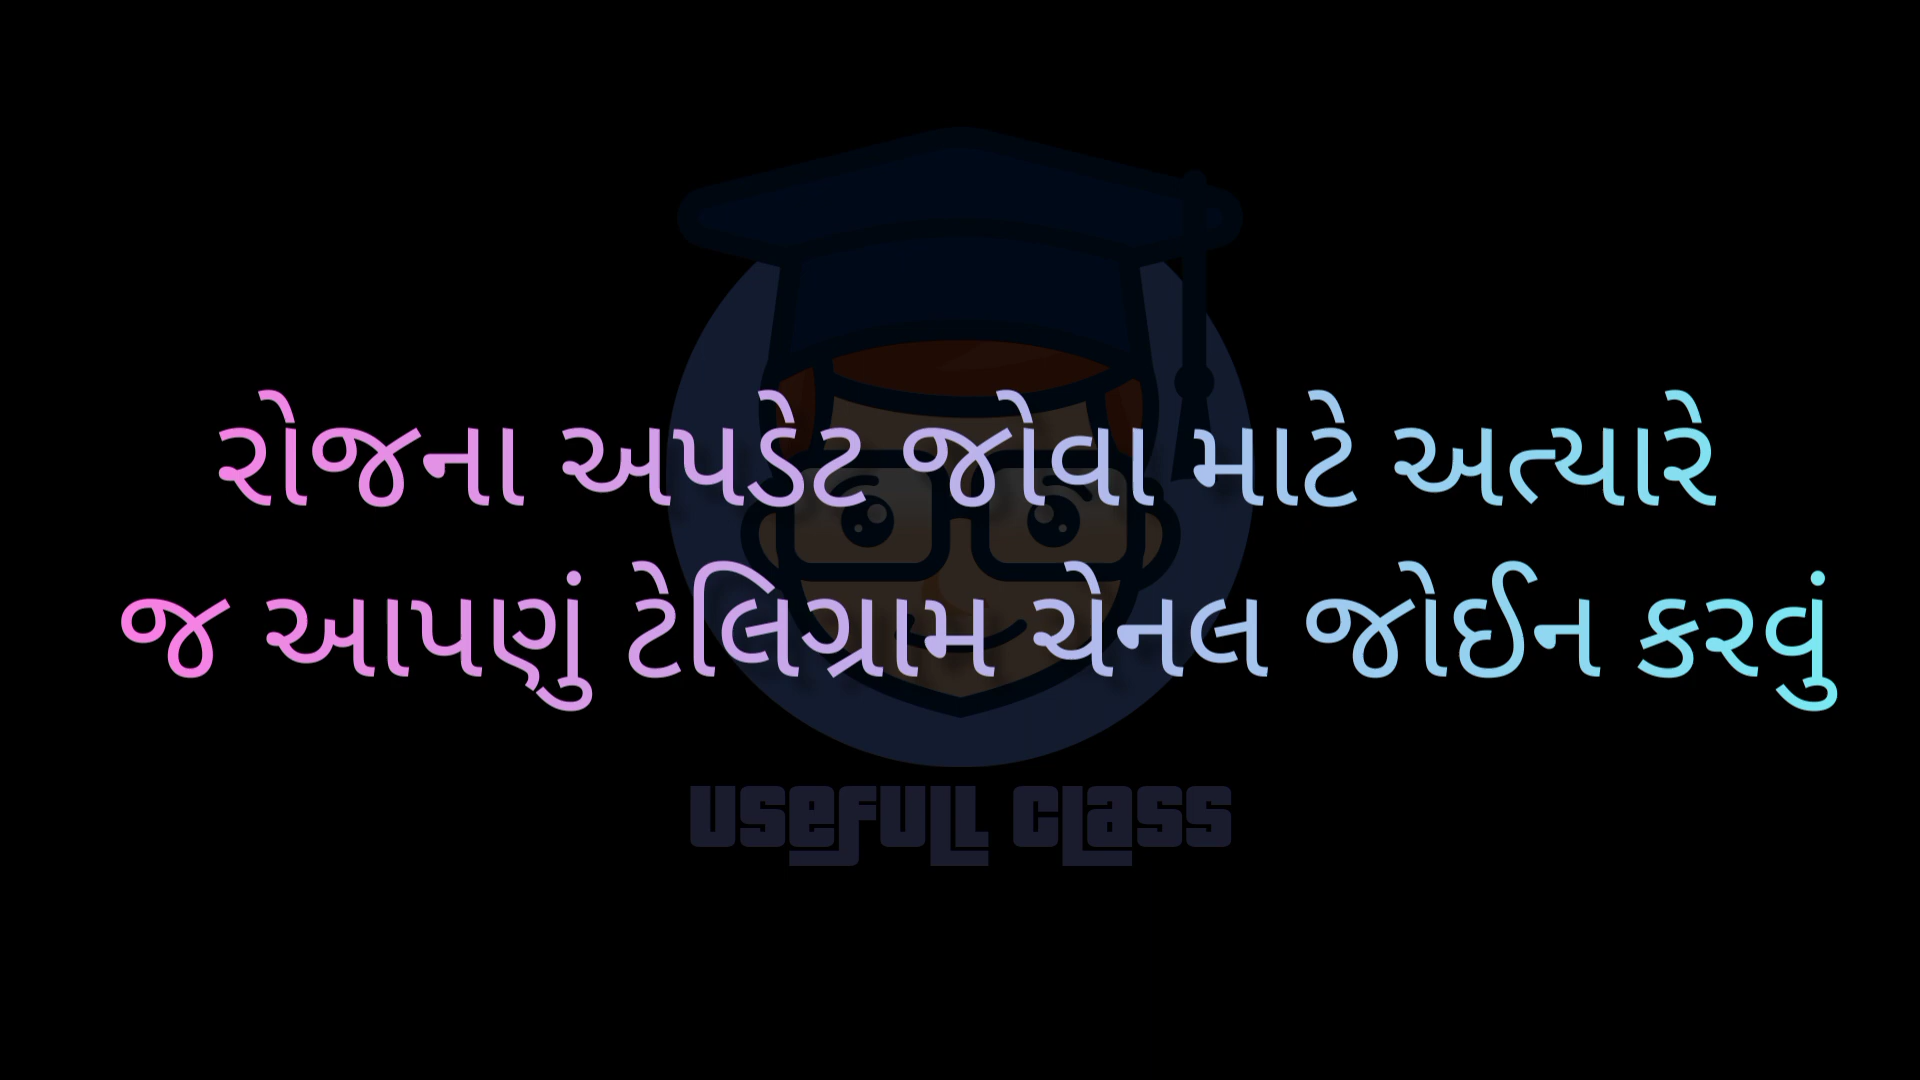 રોજના અપડેટ જોવા માટે અત્યારે
જ આપણું ટેલિગ્રામ ચેનલ જોઈન કરવું
USEFULL CLASS